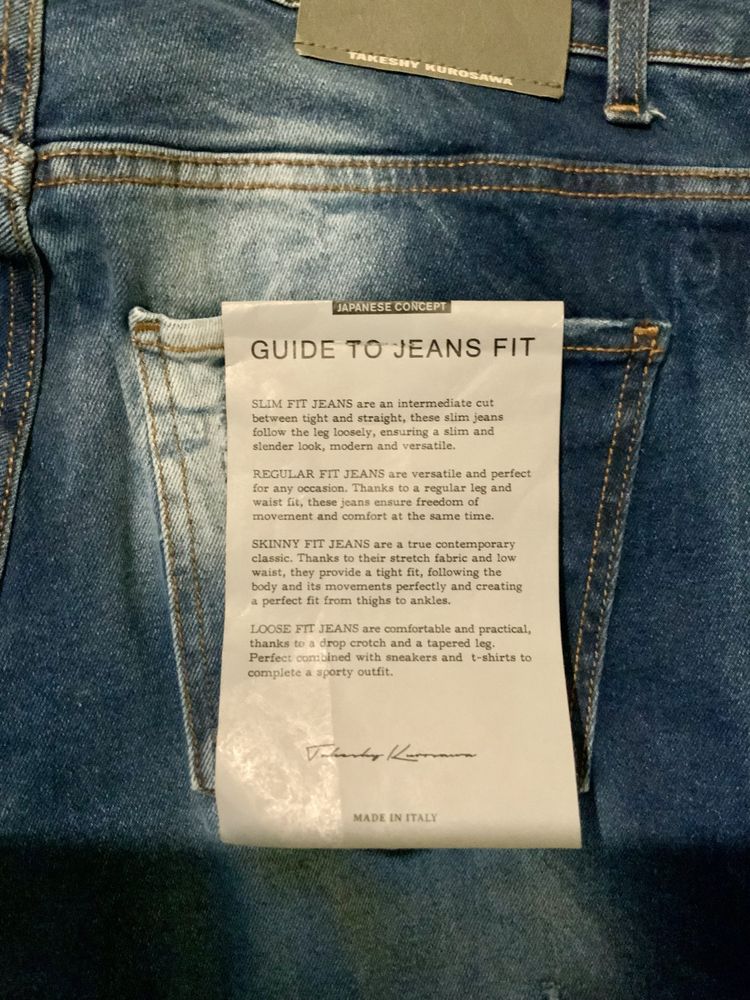 TAKESHY KUROSAWA
JAPANESE CONCEPT
GUIDE TO JEANS FIT
SLIM FIT JEANS are an intermediate cut
between tight and straight, these slim jeans
follow the leg loosely, ensuring a slim and
slender look, modern and versatile.
REGULAR FIT JEANS are versatile and perfect
for any occasion. Thanks to a regular leg and
waist fit, these jeans ensure freedom of
movement and comfort at the same time.
SKINNY FIT JEANS are a true contemporary
classic. Thanks to their stretch fabric and low
waist, they provide a tight fit, following the
body and its movements perfectly and creating
a perfect fit from thighs to ankles.
LOOSE FIT JEANS are comfortable and practical,
thanks to a drop crotch and a tapered leg.
Perfect combined with sneakers and t-shirts to
complete a sporty outfit.
Takeshy Kurosawa
MADE IN ITALY